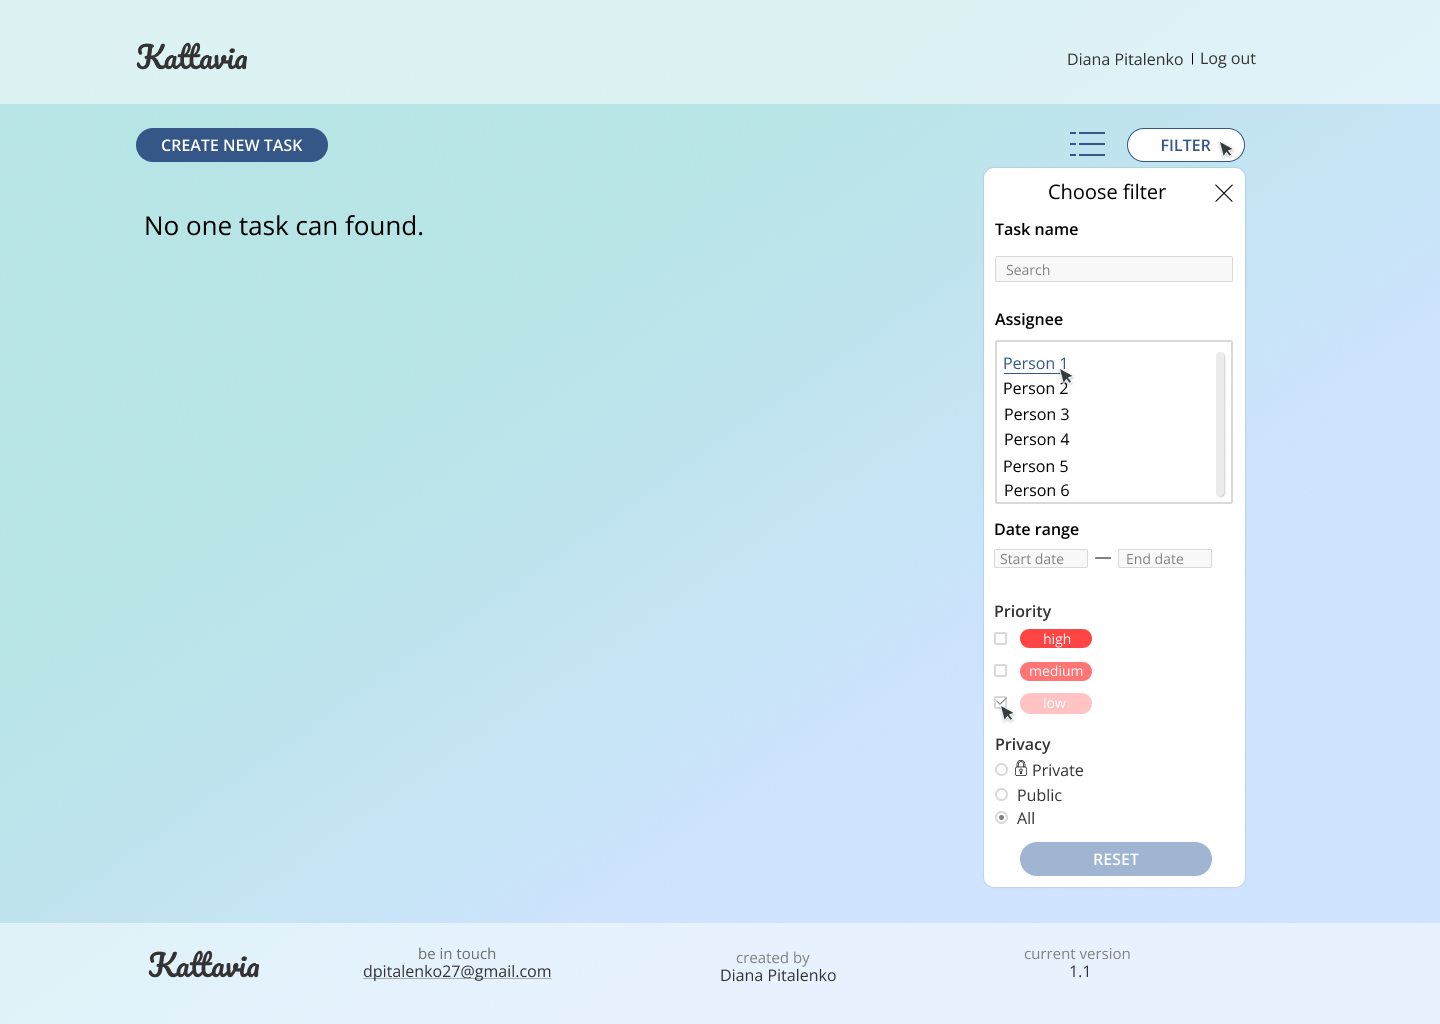 Kattavia
Diana Pitalenko | Log out
CREATE NEW TASK
FILTER
No one task can found.
Choose filter
Task name
Search
Assignee
Person 1
Person 2
Person 3
Person 4
Person 5
Person 6
Date range
Start date — End date
Priority
high
medium
low
Privacy
Private
Public
All
RESET
Kattavia
be in touch
dpitalenko27@gmail.com
created by
Diana Pitalenko
current version
1.1